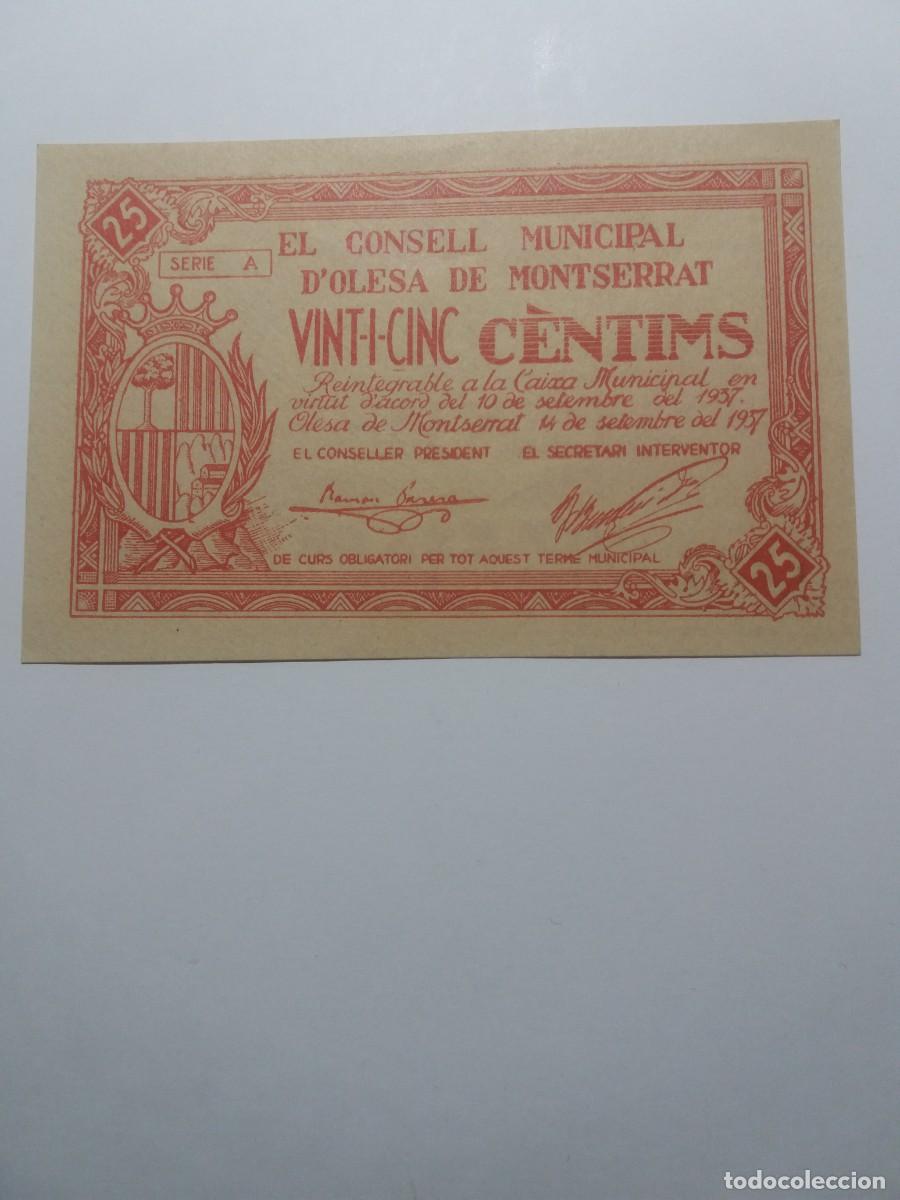 25
SERIE A
EL CONSELL MUNICIPAL
D'OLESA DE MONTSERRAT
VINT-I-CINC CÈNTIMS
Reintegrable a la Caixa Municipal en
virtut d'acord del 10 de setembre del 1937.
Olesa de Montserrat 14 de setembre del 1937
EL CONSELLER PRESIDENT EL SECRETARI INTERVENTOR
Ramon Parera
DE CURS OBLIGATORI PER TOT AQUEST TERME MUNICIPAL
25
todocoleccion